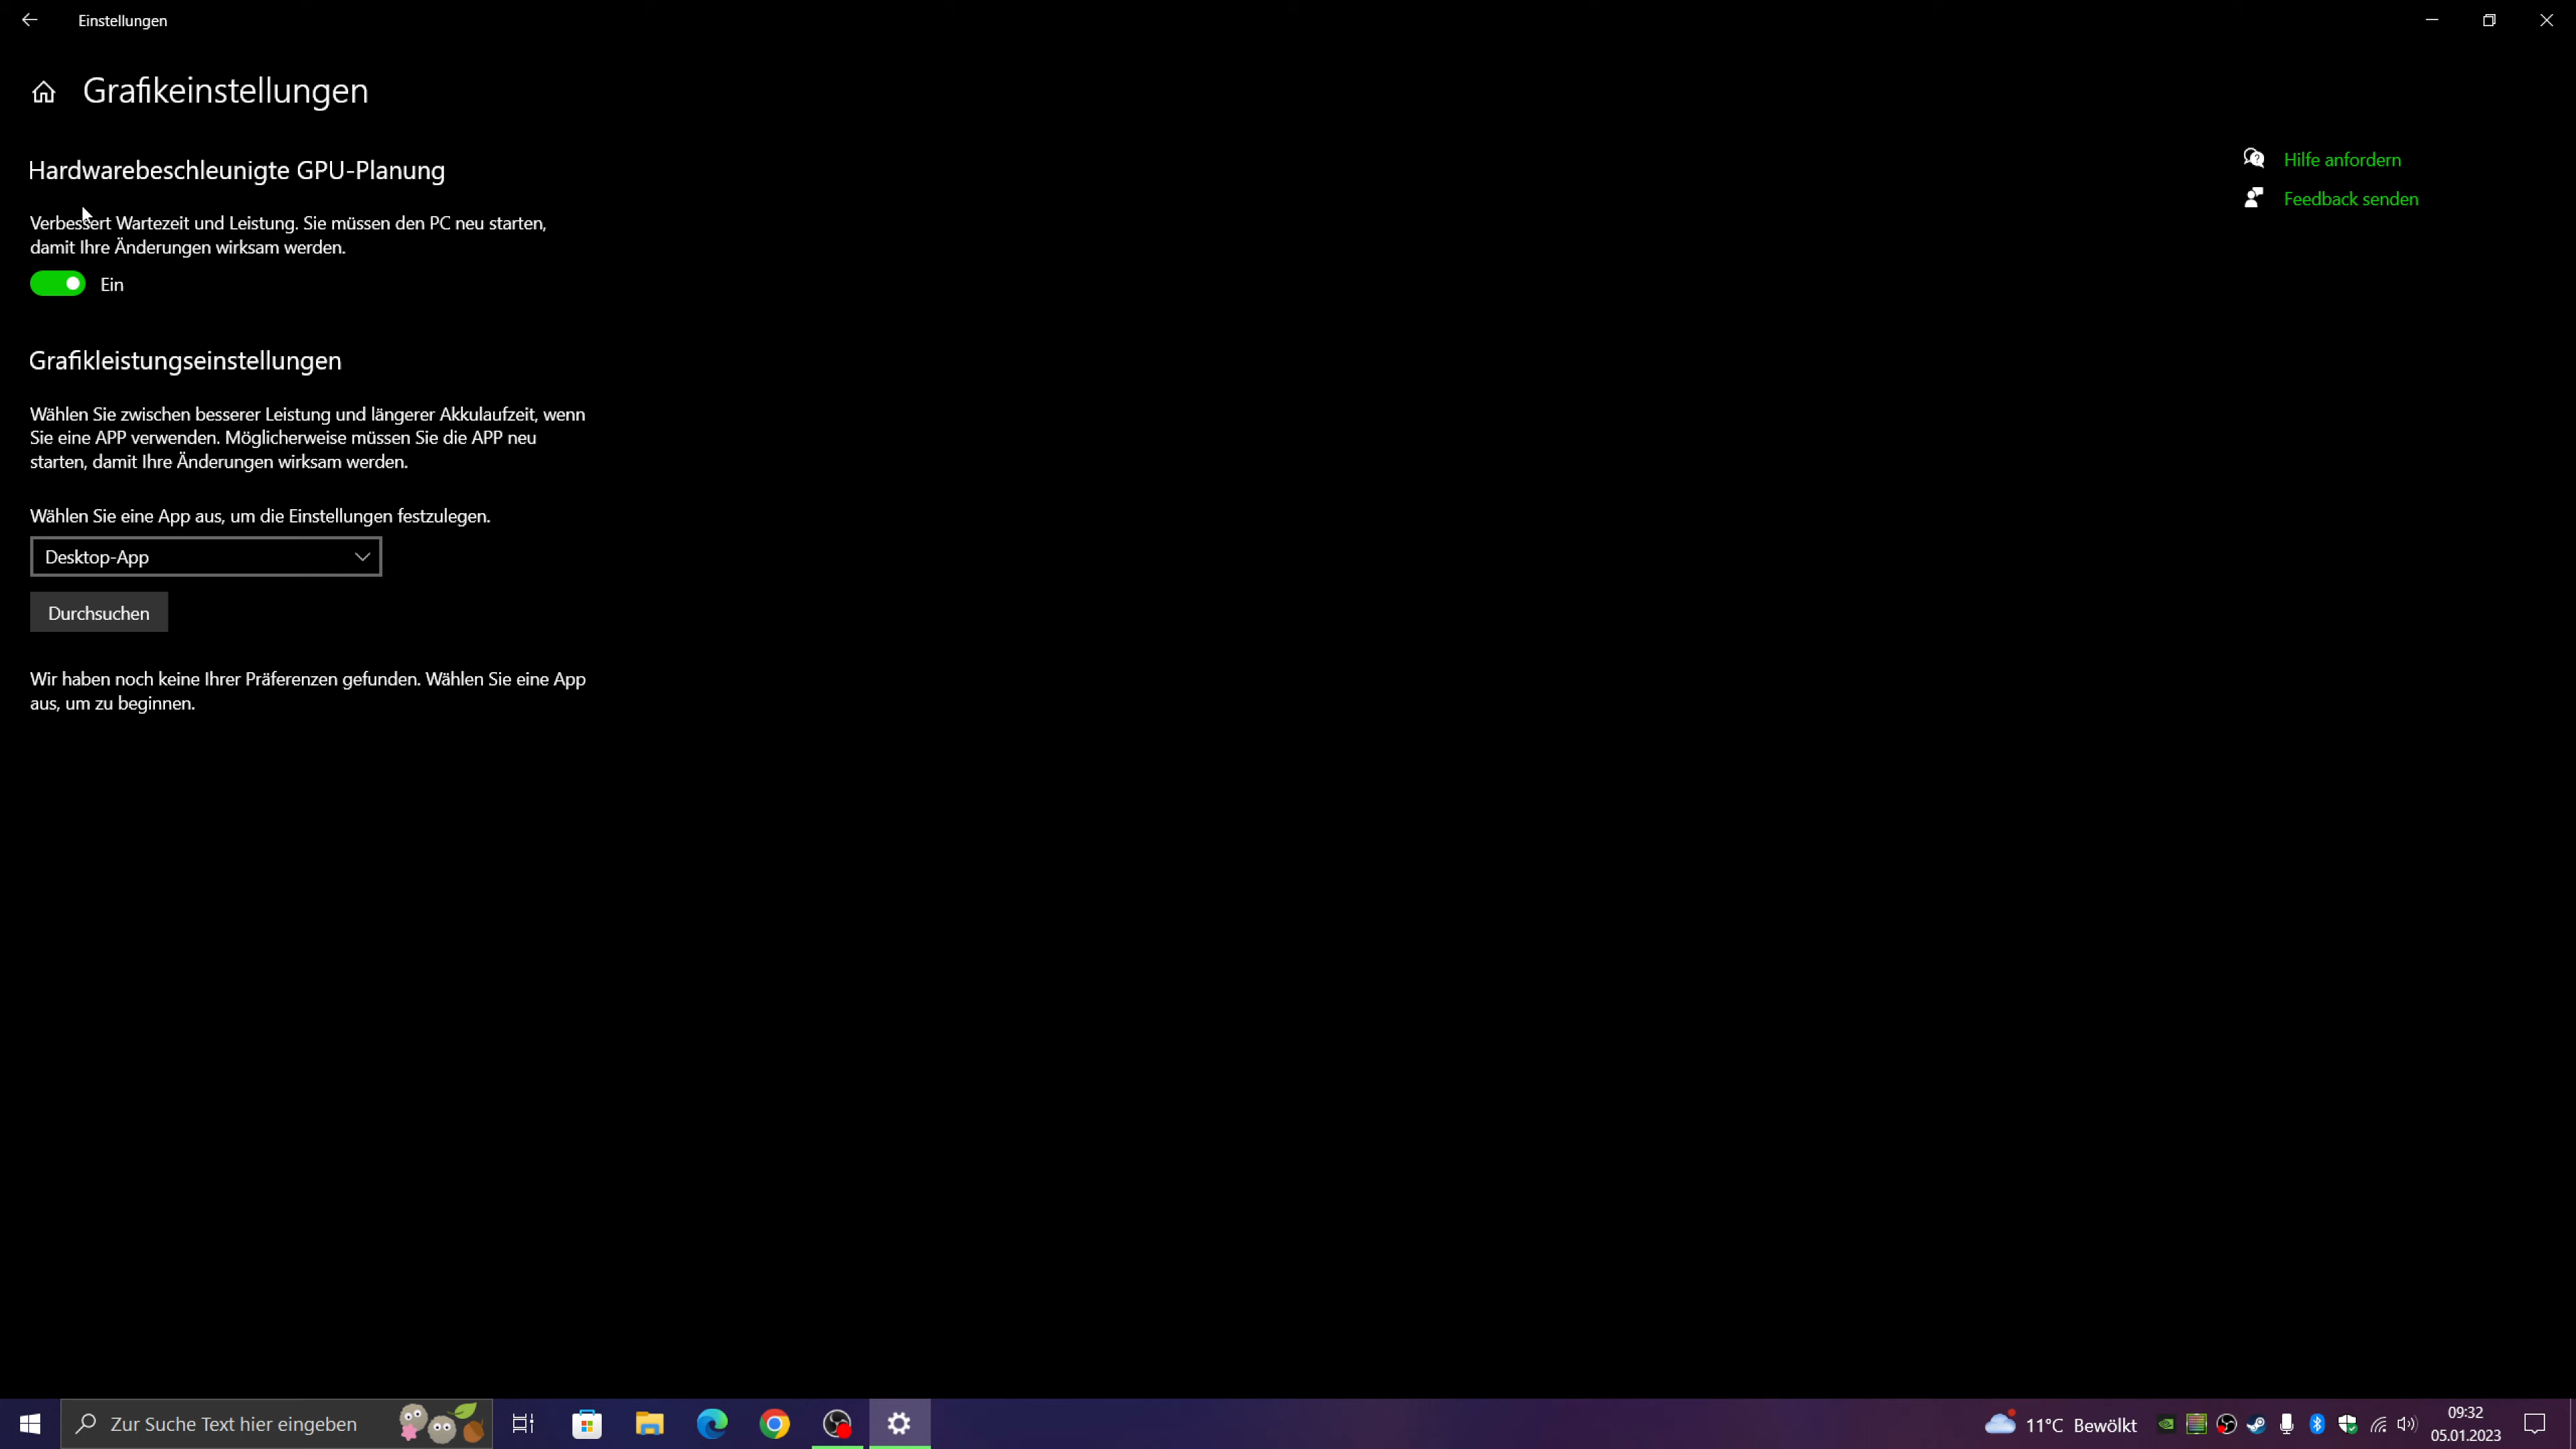 Einstellungen
Grafikeinstellungen
Hardwarebeschleunigte GPU-Planung
Verbessert Wartezeit und Leistung. Sie müssen den PC neu starten,
damit Ihre Änderungen wirksam werden.
Ein
Grafikleistungseinstellungen
Wählen Sie zwischen besserer Leistung und längerer Akkulaufzeit, wenn
Sie eine APP verwenden. Möglicherweise müssen Sie die APP neu
starten, damit Ihre Änderungen wirksam werden.
Wählen Sie eine App aus, um die Einstellungen festzulegen.
Desktop-App
Durchsuchen
Wir haben noch keine Ihrer Präferenzen gefunden. Wählen Sie eine App
aus, um zu beginnen.
Hilfe anfordern
Feedback senden
Zur Suche Text hier eingeben
11°C Bewölkt
09:32
05.01.2023